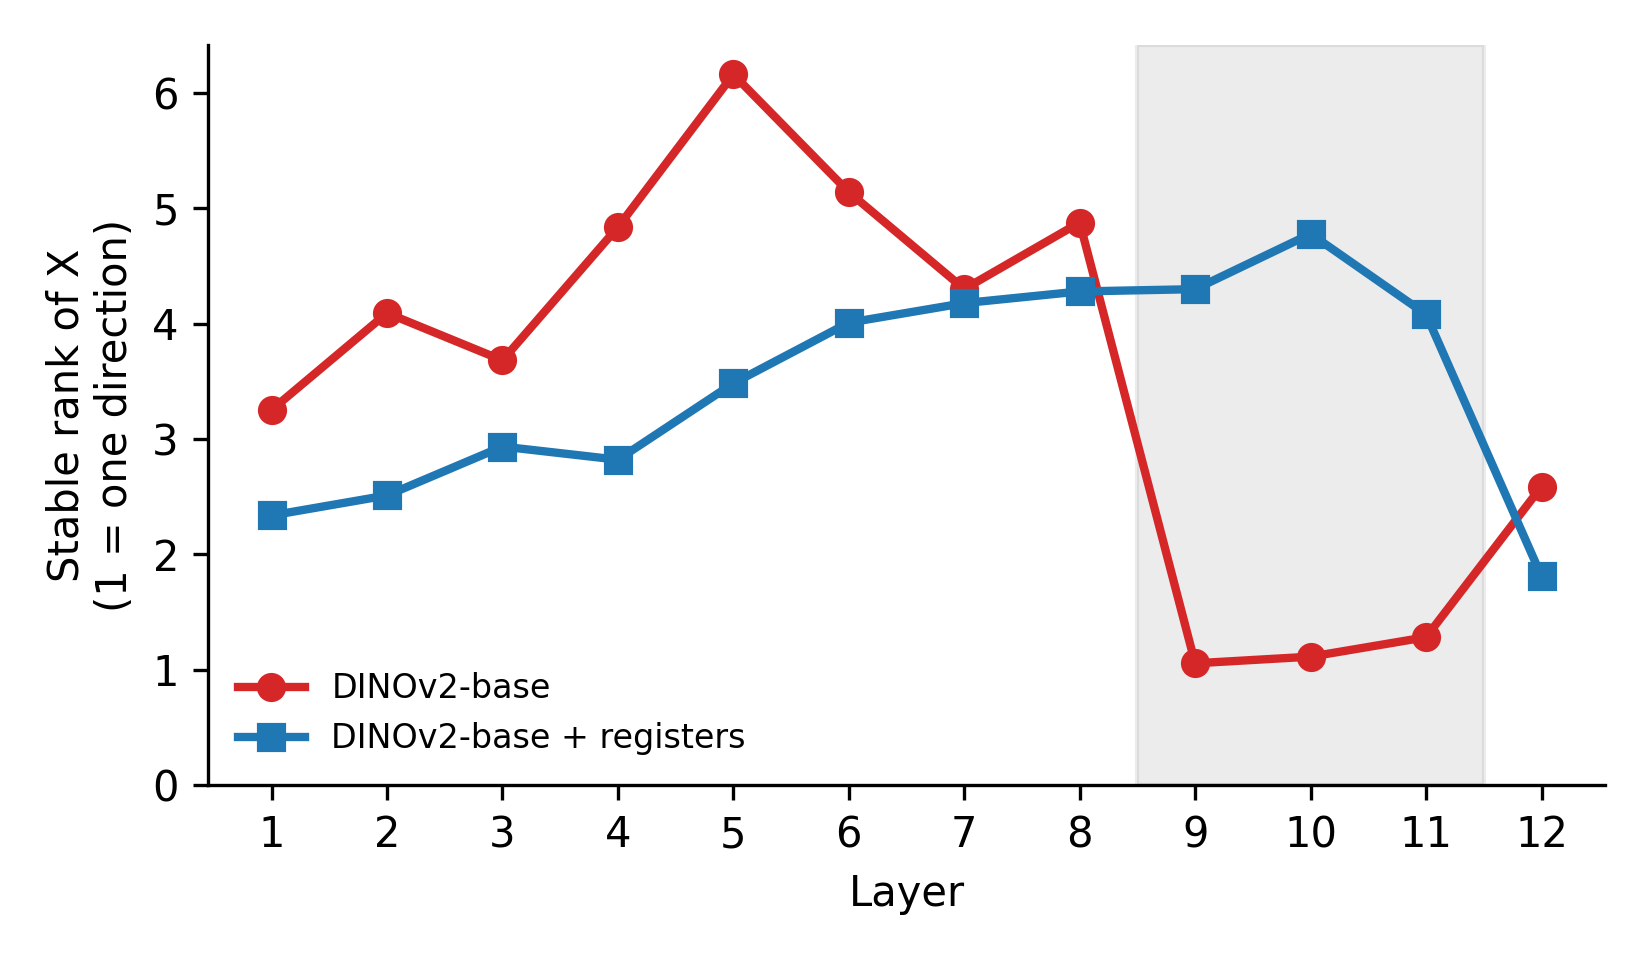 Stable rank of X
(1 = one direction)
6
5
4
3
2
1
0
DINOv2-base
DINOv2-base + registers
1 2 3 4 5 6 7 8 9 10 11 12
Layer